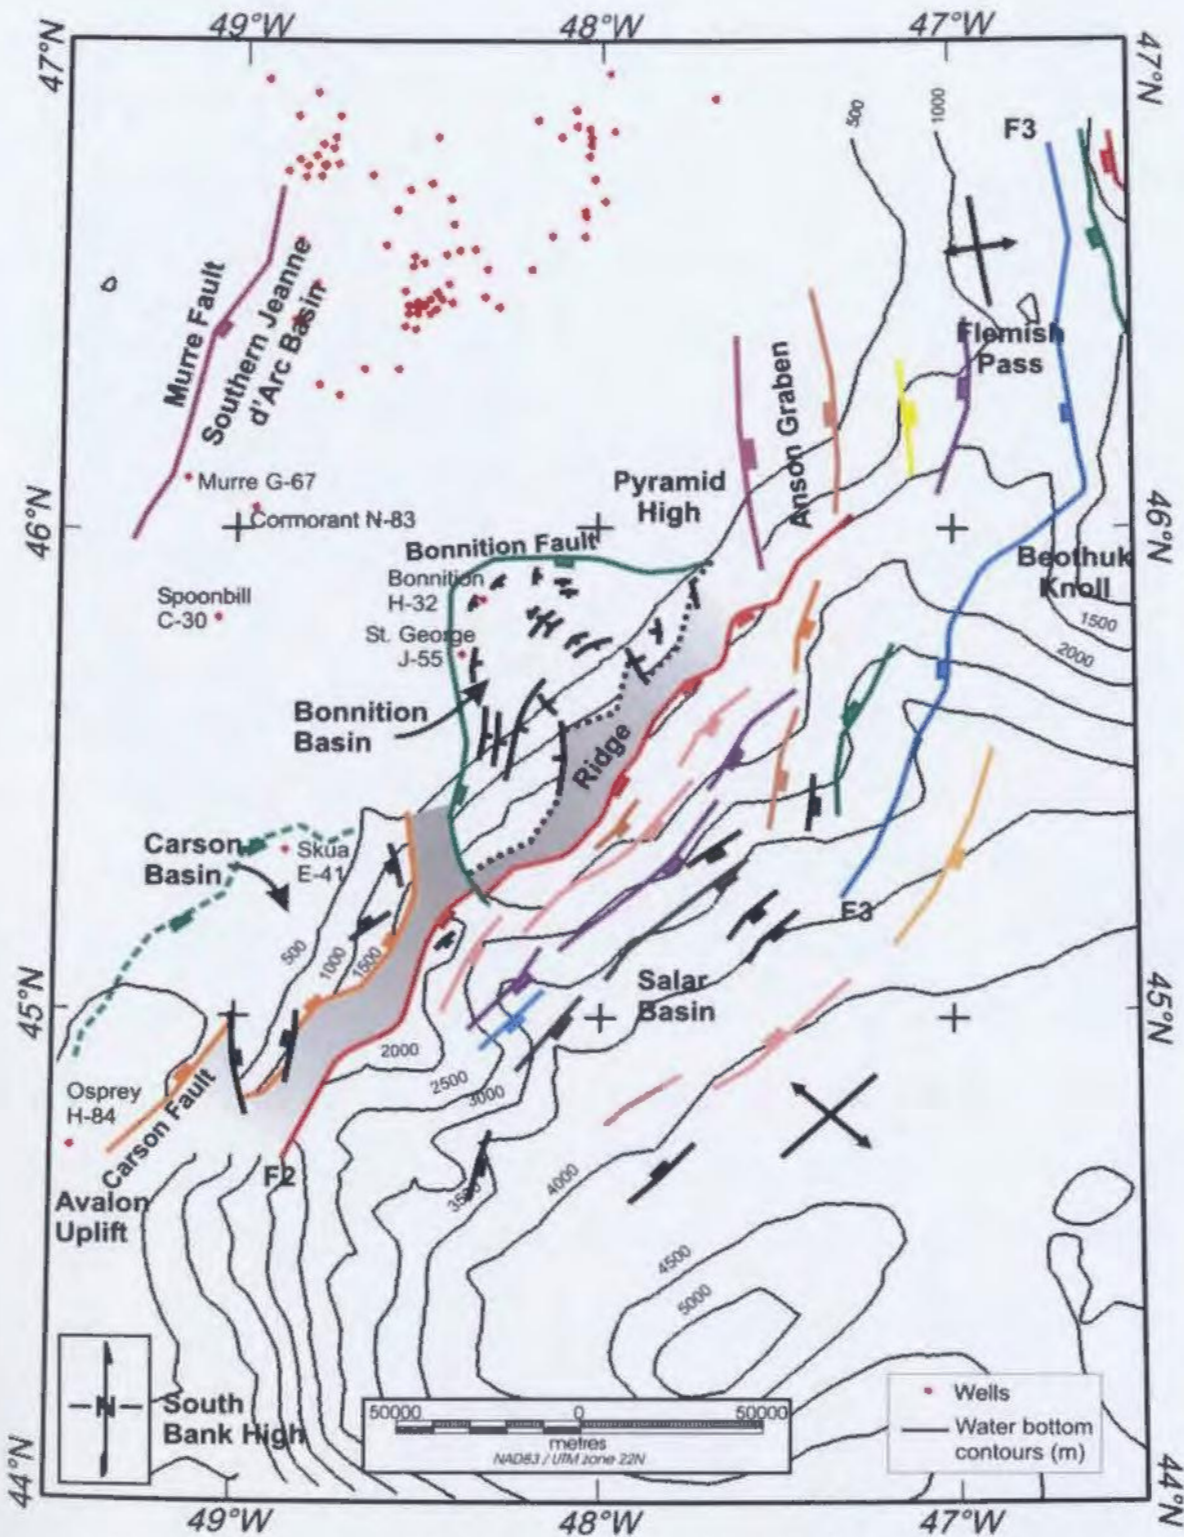 49°W
48°W
47°W
47°N
47°N
500
1000
F3
Murre Fault
Southern Jeanne
d'Arc Basin
Flemish
Pass
Anson Graben
Murre G-67
Pyramid
High
46°N
46°N
Cormorant N-83
Bonnition Fault
Bonnition
H-32
Beothuk
Knoll
Spoonbill
C-30
1500
St. George
J-55
2000
Bonnition
Basin
Ridge
Carson
Basin
Skua
E-41
F3
500
1000
1500
45°N
45°N
Salar
Basin
2000
2500
3000
Osprey
H-84
Carson Fault
F2
3500
4000
Avalon
Uplift
4500
5000
N
South
Bank High
50000
0
50000
metres
NAD83 / UTM zone 22N
Wells
Water bottom
contours (m)
44°N
44°N
49°W
48°W
47°W